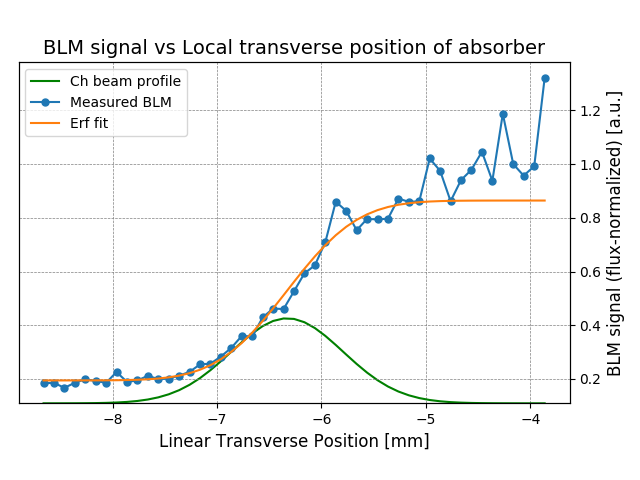 BLM signal vs Local transverse position of absorber
Ch beam profile
Measured BLM
Erf fit
1.2
1.0
0.8
0.6
0.4
0.2
BLM signal (flux-normalized) [a.u.]
−8 −7 −6 −5 −4
Linear Transverse Position [mm]